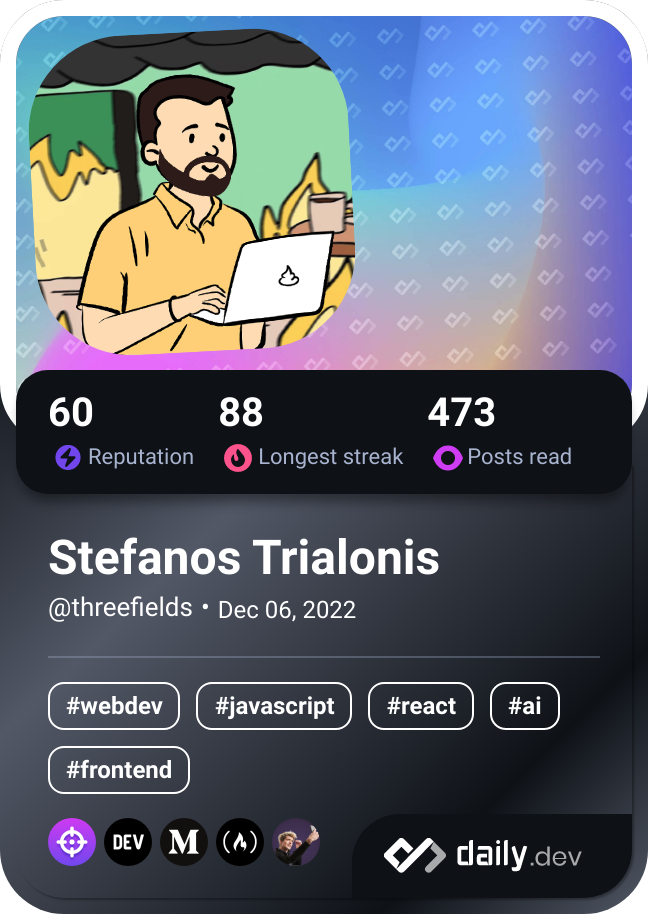 60 88 473
Reputation Longest streak Posts read
Stefanos Trialonis
@threefields • Dec 06, 2022
#webdev #javascript #react #ai
#frontend
DEV M
daily.dev